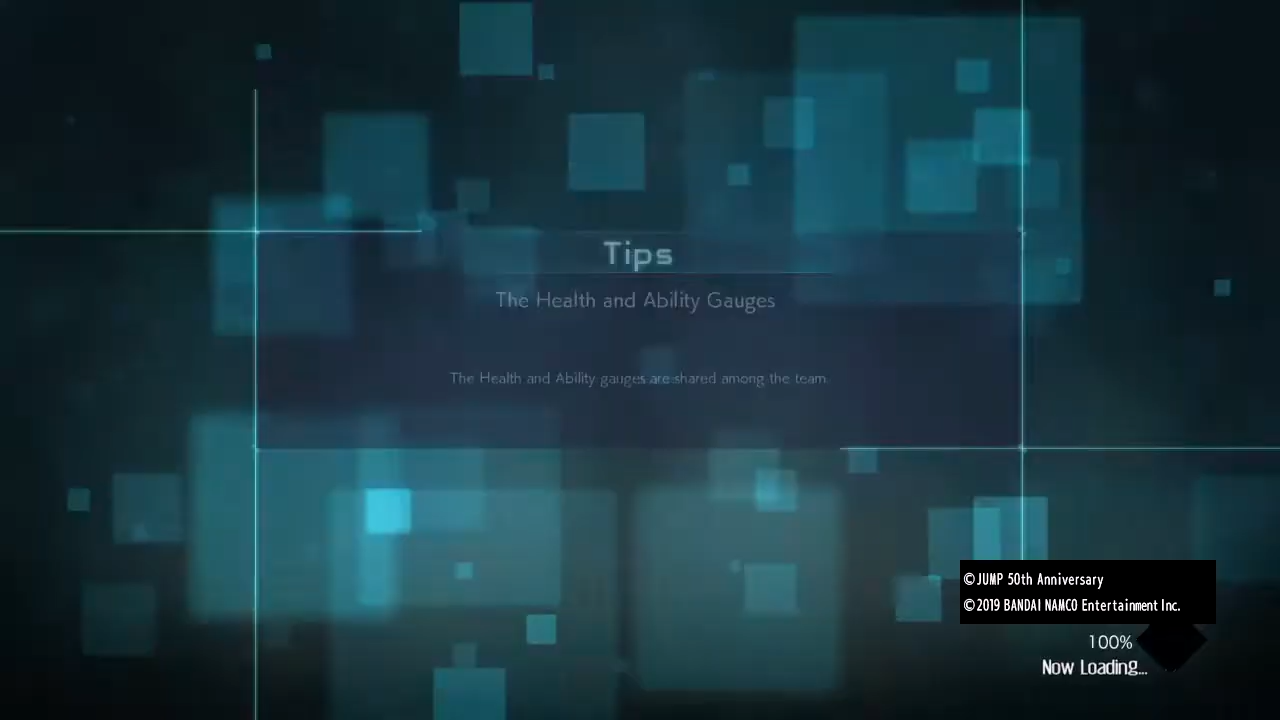 Tips
The Health and Ability Gauges
The Health and Ability gauges are shared among the team.
©JUMP 50th Anniversary
©2019 BANDAI NAMCO Entertainment Inc.
100%
Now Loading...